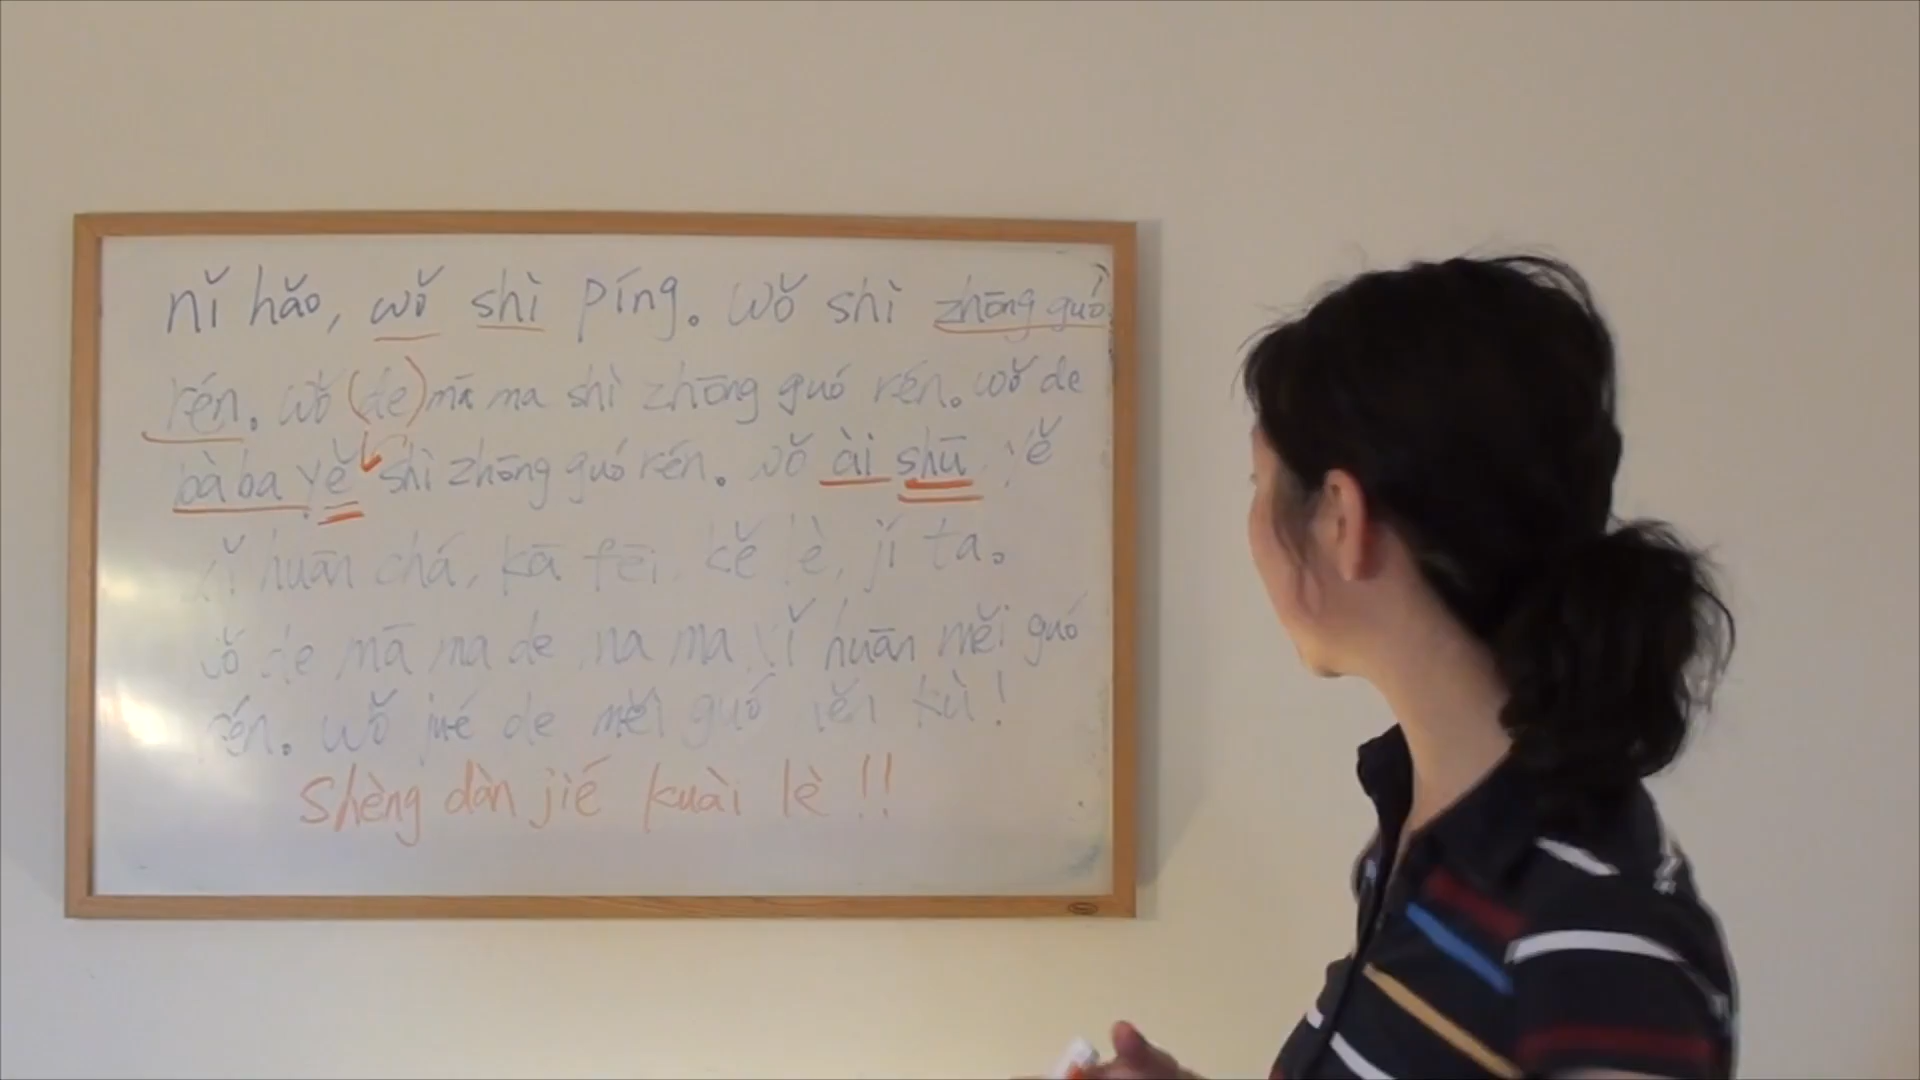 nǐ hǎo, wǒ shì píng. wǒ shì zhōng guó
rén. wǒ (de) mā ma shì zhōng guó rén. wǒ de
bà ba yě shì zhōng guó rén. wǒ ài shū, yě
xǐ huān chá, kā fēi, kě lè, jí ta.
wǒ de mā ma de ma xǐ huān měi guó
rén. wǒ jué de měi guó kù!
Shèng dàn jié kuài lè!!